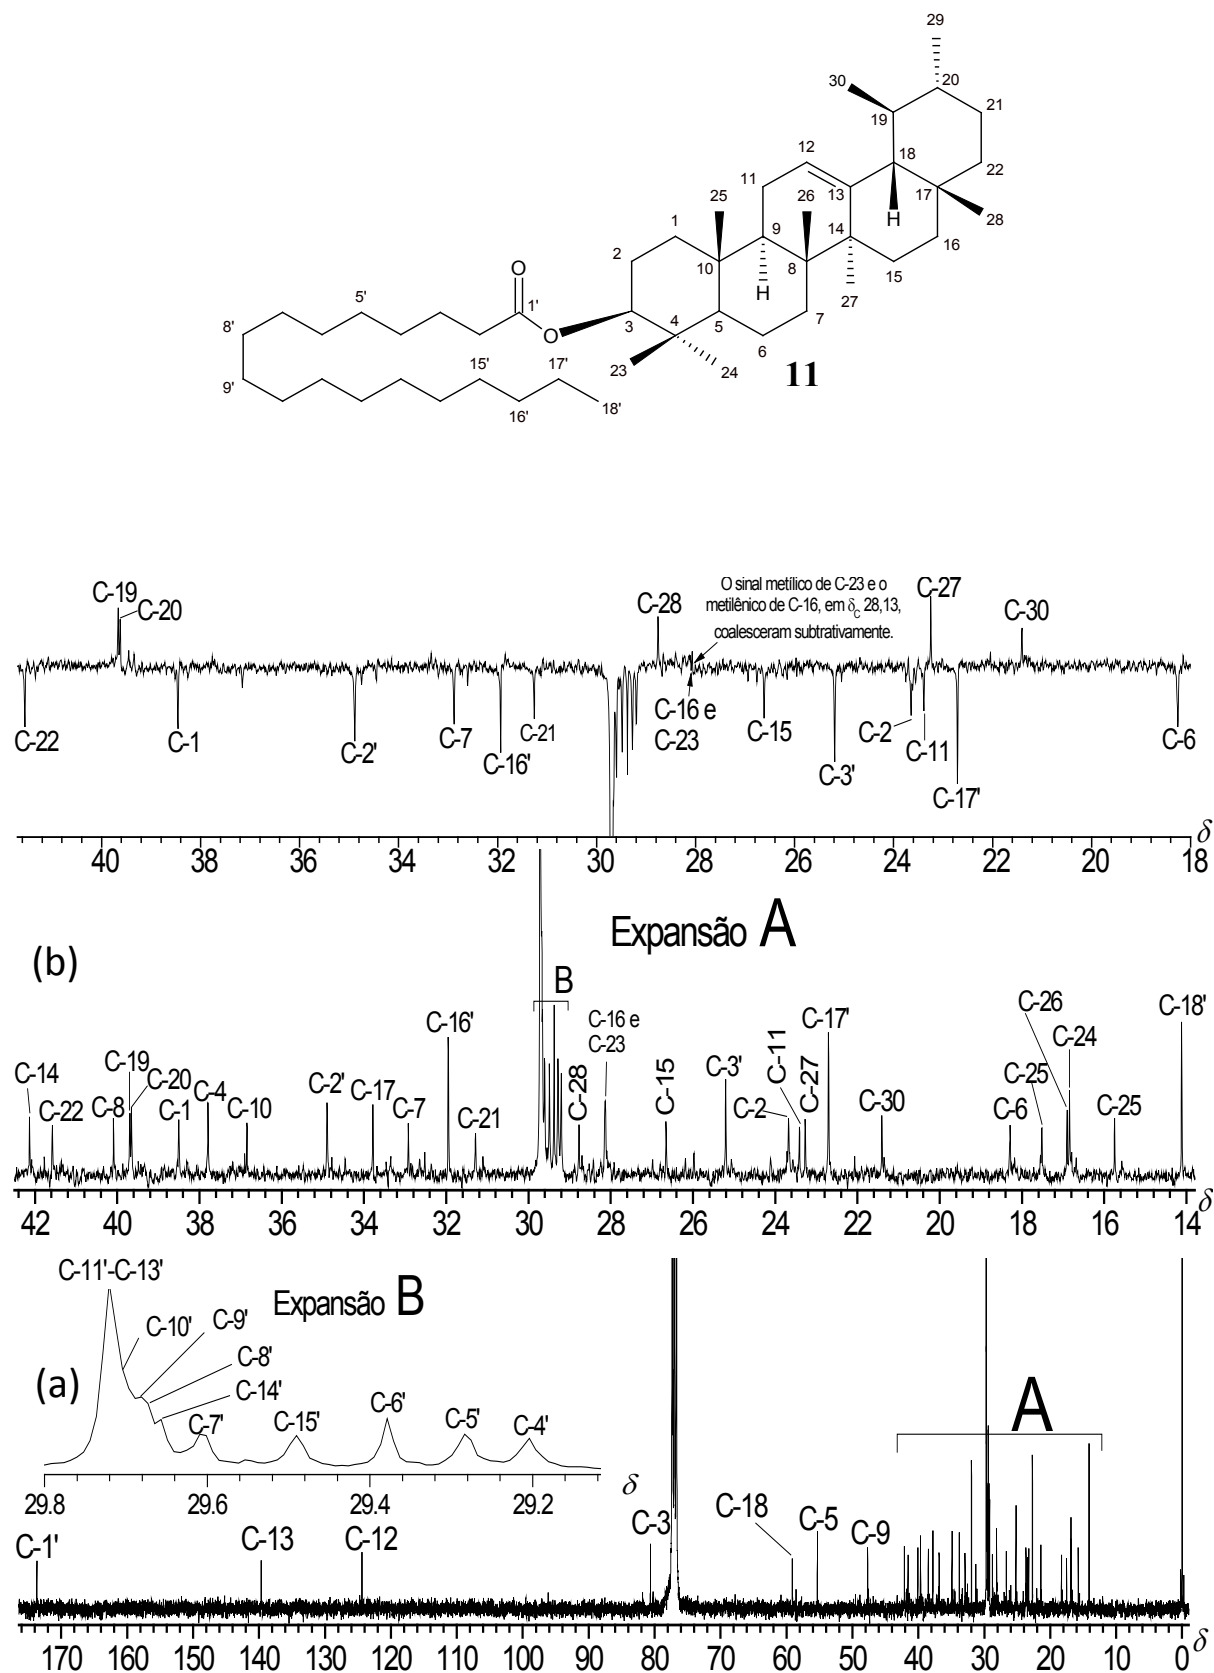 29
30
20
21
19
12
18
22
11
13
17
25
26
28
H
1
9
14
16
2
10
8
15
O
5'
1'
H
27
8'
O
3
4
5
7
6
9'
15'
17'
23
24
11
16'
18'
C-19
C-20
C-28
O sinal metílico de C-23 e o
metilênico de C-16, em δC 28,13,
coalesceram subtrativamente.
C-27
C-30
C-22
C-1
C-2'
C-7
C-16'
C-21
C-16 e
C-23
C-15
C-3'
C-2
C-11
C-17'
C-6
40 38 36 34 32 30 28 26 24 22 20 18 δ
Expansão A
(b)
B
C-14
C-22
C-8
C-19
C-20
C-1
C-4
C-10
C-2'
C-17
C-7
C-16'
C-21
C-28
C-16 e
C-23
C-15
C-3'
C-2
C-11
C-27
C-17'
C-30
C-6
C-25
C-26
C-24
C-25
C-18'
42 40 38 36 34 32 30 28 26 24 22 20 18 16 14 δ
C-11'-C-13'
Expansão B
C-10'
C-9'
C-8'
C-14'
(a)
C-7'
C-15'
C-6'
C-5'
C-4'
A
29.8 29.6 29.4 29.2 δ
C-1'
C-13
C-12
C-3
C-18
C-5
C-9
170 160 150 140 130 120 110 100 90 80 70 60 50 40 30 20 10 0 δ